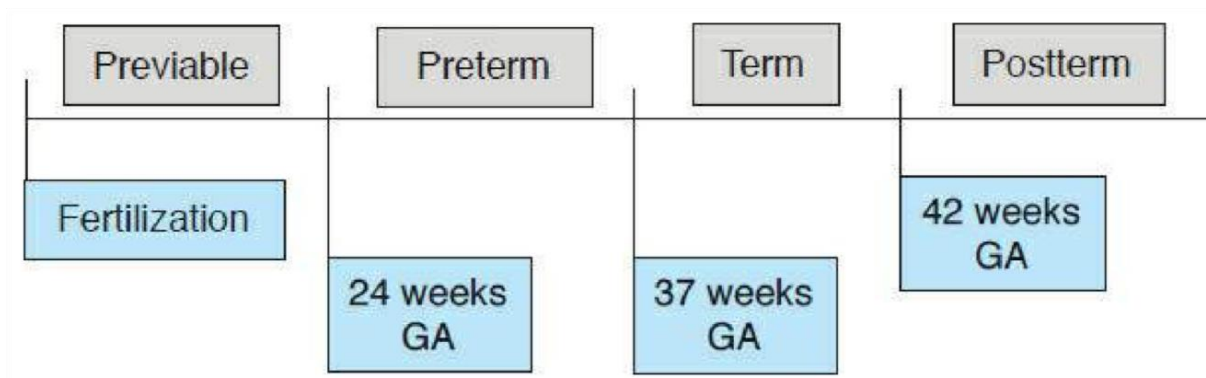 Previable
Preterm
Term
Postterm
Fertilization
24 weeks
GA
37 weeks
GA
42 weeks
GA